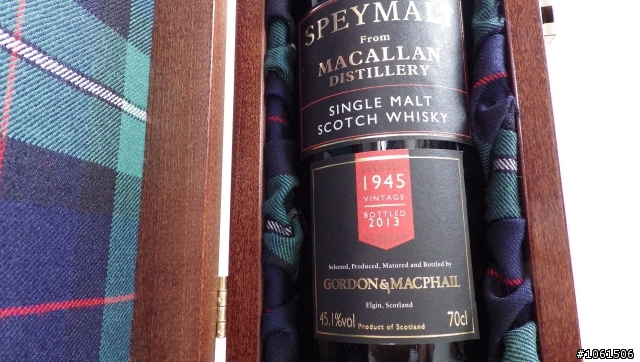 SPEYMAL
From
MACALLAN
DISTILLERY
SINGLE MALT
SCOTCH WHISKY
1945
VINTAGE
BOTTLED
2013
Selected, Produced, Matured and Bottled by
GORDON & MACPHAIL
Elgin, Scotland
45.1%vol Product of Scotland 70cl
#1061506